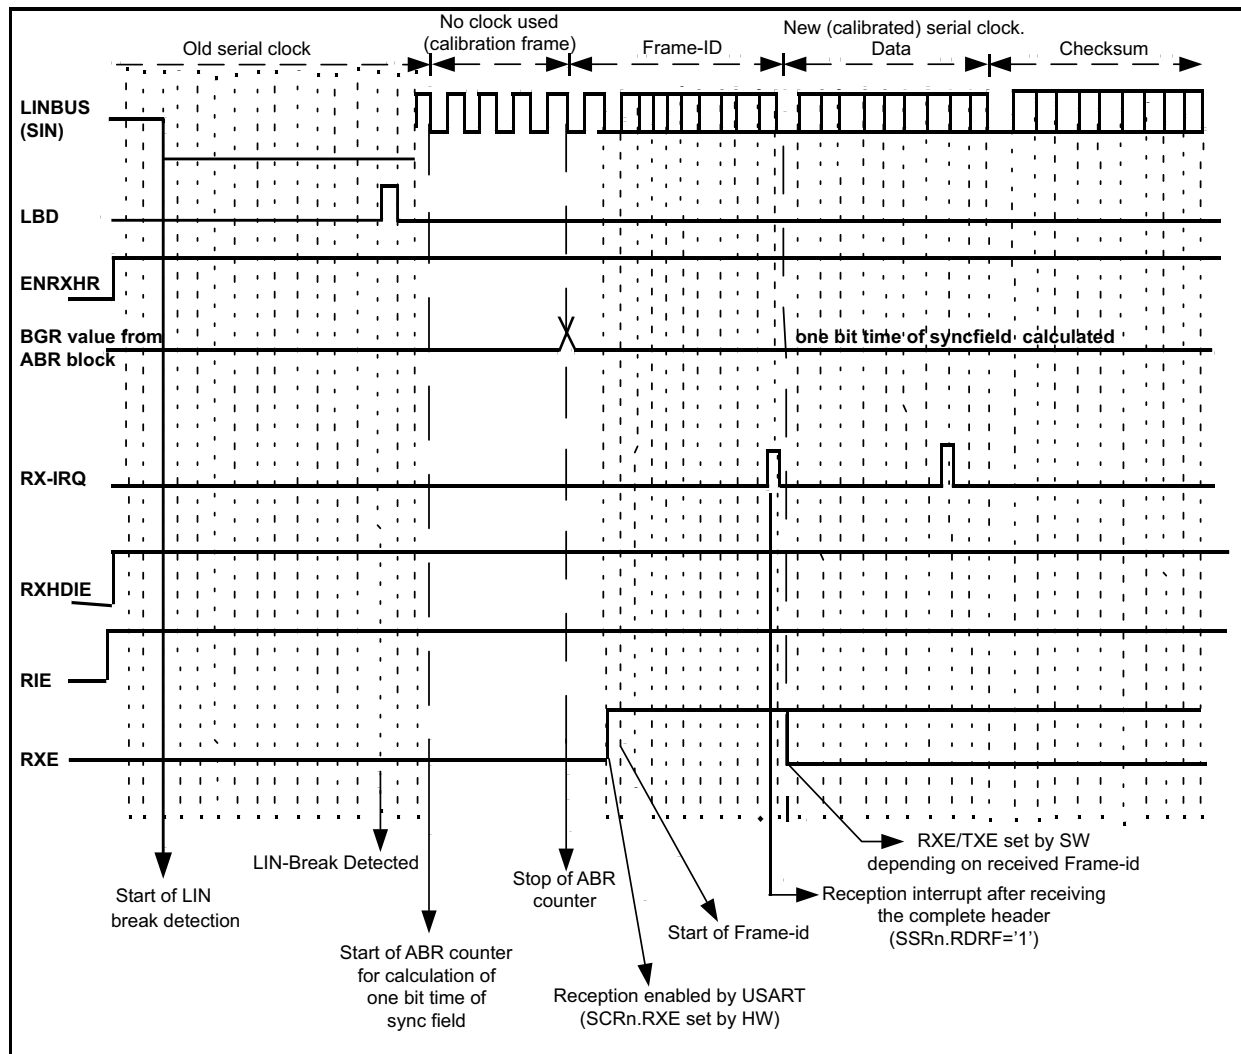 No clock used
(calibration frame)
New (calibrated) serial clock.
Old serial clock
Frame-ID
Data
Checksum
LINBUS
(SIN)
LBD
ENRXHR
BGR value from
ABR block
one bit time of syncfield calculated
RX-IRQ
RXHDIE
RIE
RXE
LIN-Break Detected
Start of LIN
break detection
Stop of ABR
counter
RXE/TXE set by SW
depending on received Frame-id
Reception interrupt after receiving
the complete header
(SSRn.RDRF='1')
Start of Frame-id
Start of ABR counter
for calculation of
one bit time of
sync field
Reception enabled by USART
(SCRn.RXE set by HW)